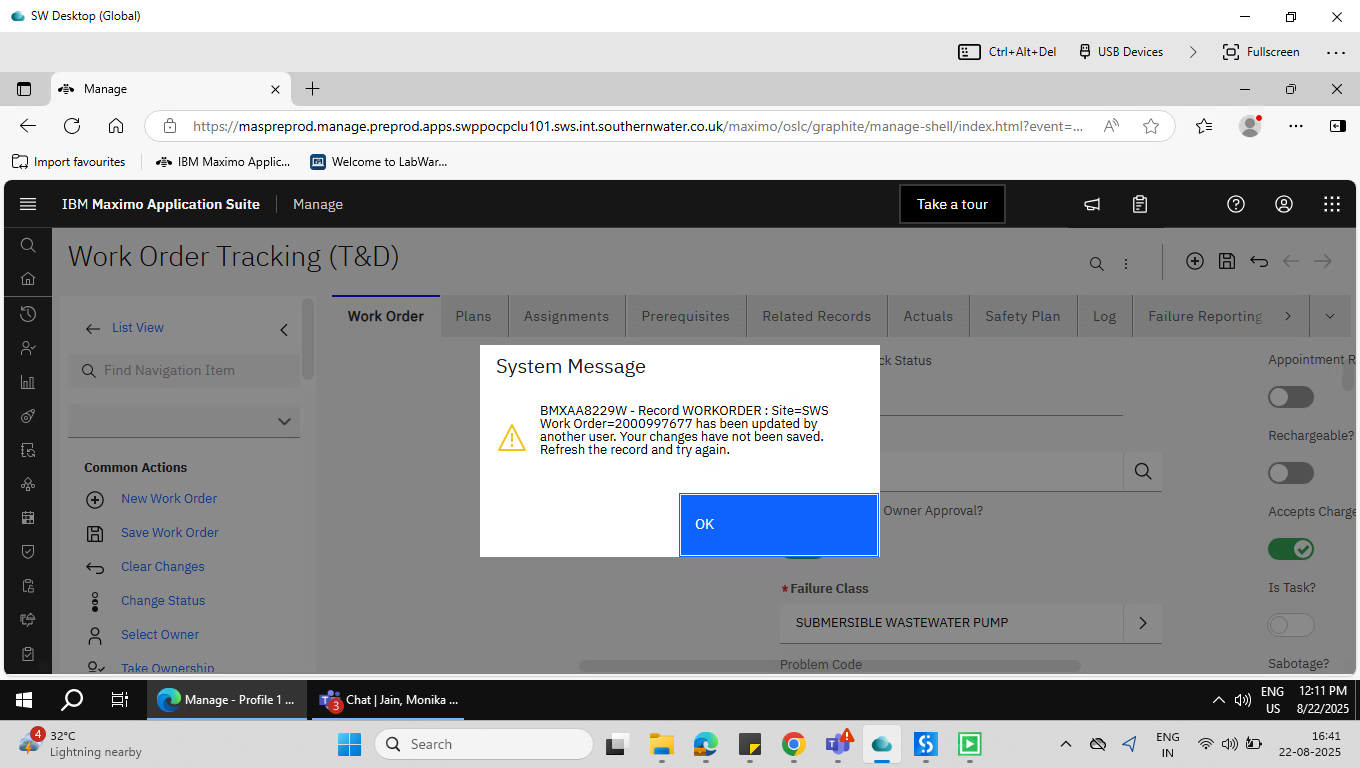 SW Desktop (Global)
Ctrl+Alt+Del
USB Devices
Fullscreen
Manage
https://maspreprod.manage.preprod.apps.swppocpclu101.sws.int.southernwater.co.uk/maximo/oslc/graphite/manage-shell/index.html?event=...
Import favourites
IBM Maximo Applic...
Welcome to LabWar...
IBM Maximo Application Suite
Manage
Take a tour
Work Order Tracking (T&D)
List View
Find Navigation Item
Work Order
Plans
Assignments
Prerequisites
Related Records
Actuals
Safety Plan
Log
Failure Reporting
ck Status
Appointment R
Rechargeable?
Owner Approval?
Accepts Charge
*Failure Class
SUBMERSIBLE WASTEWATER PUMP
Is Task?
Problem Code
Sabotage?
System Message
BMXAA8229W - Record WORKORDER : Site=SWS
Work Order=2000997677 has been updated by
another user. Your changes have not been saved.
Refresh the record and try again.
OK
Common Actions
New Work Order
Save Work Order
Clear Changes
Change Status
Select Owner
Take Ownership
Manage - Profile 1 ...
3
Chat | Jain, Monika ...
ENG
US
12:11 PM
8/22/2025
4
32°C
Lightning nearby
Search
ENG
IN
16:41
22-08-2025